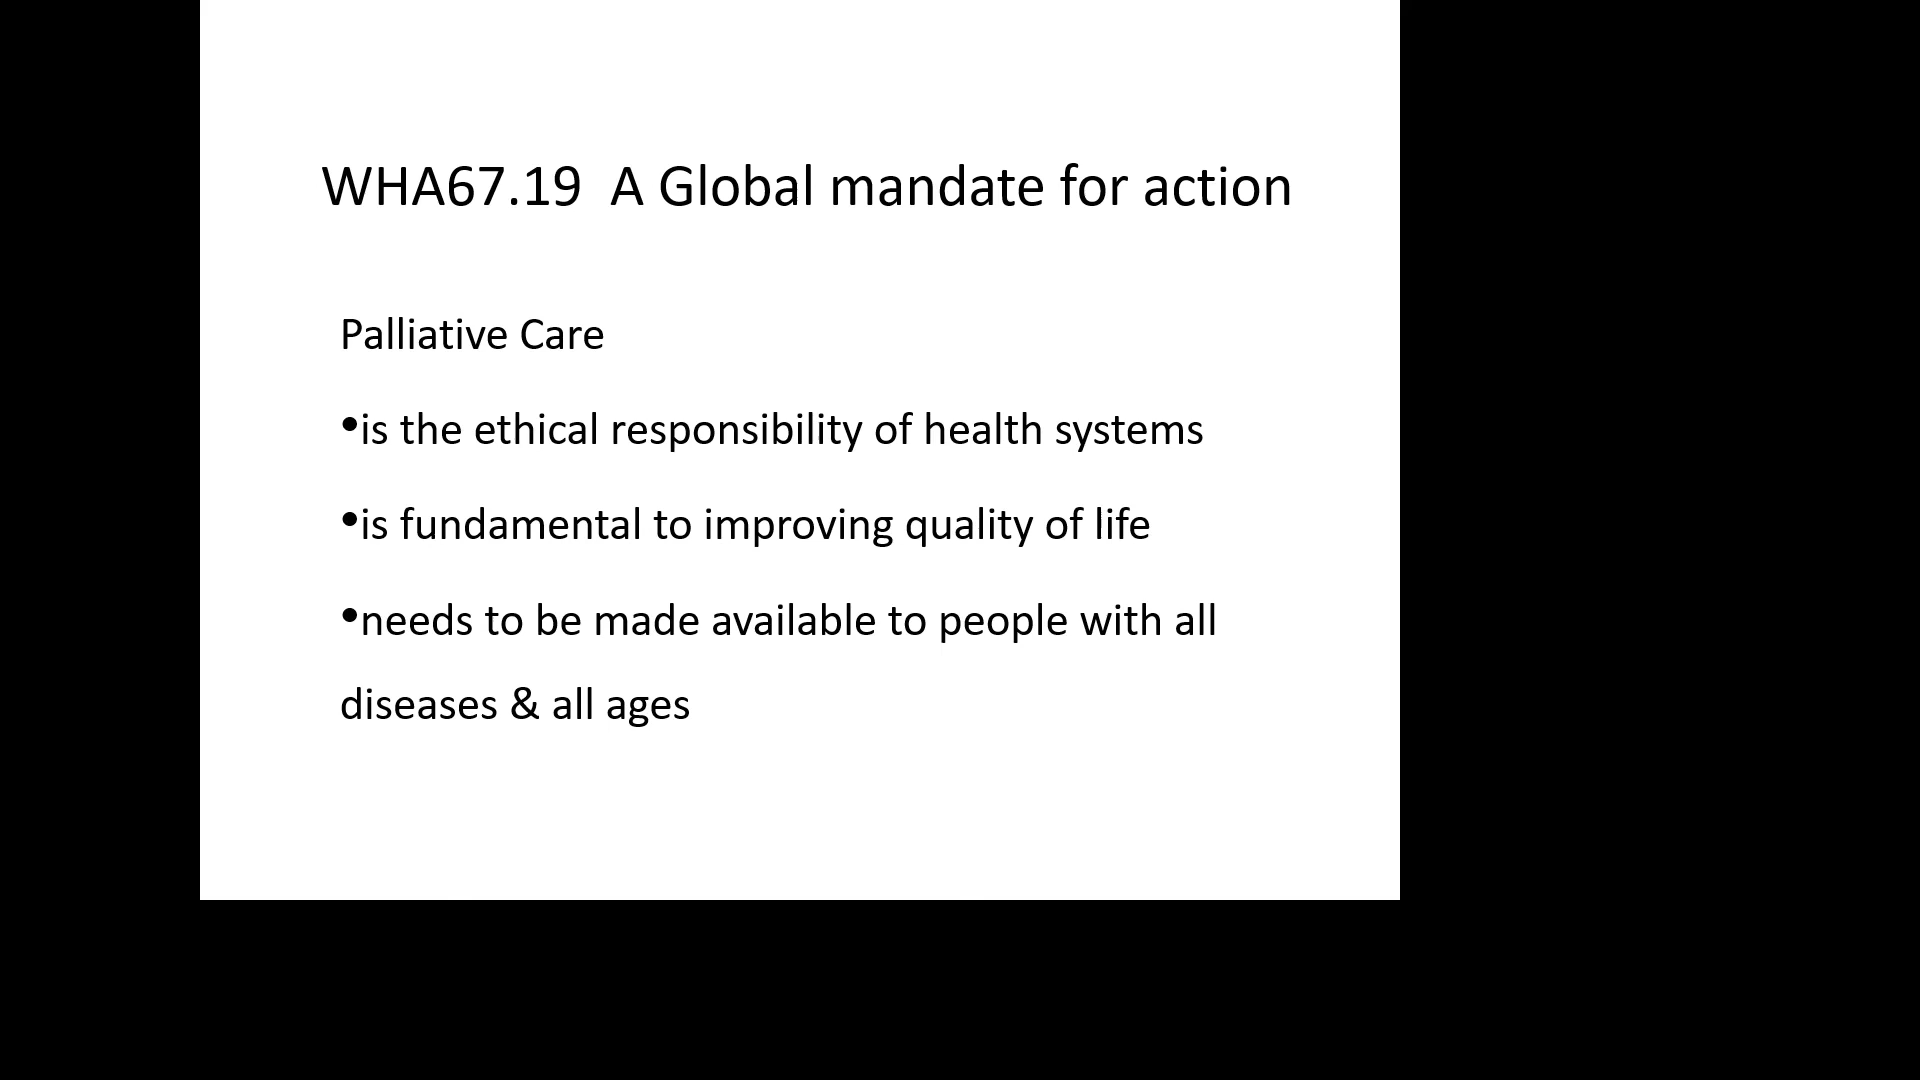 WHA67.19  A Global mandate for action
Palliative Care
•is the ethical responsibility of health systems
•is fundamental to improving quality of life
•needs to be made available to people with all
diseases & all ages